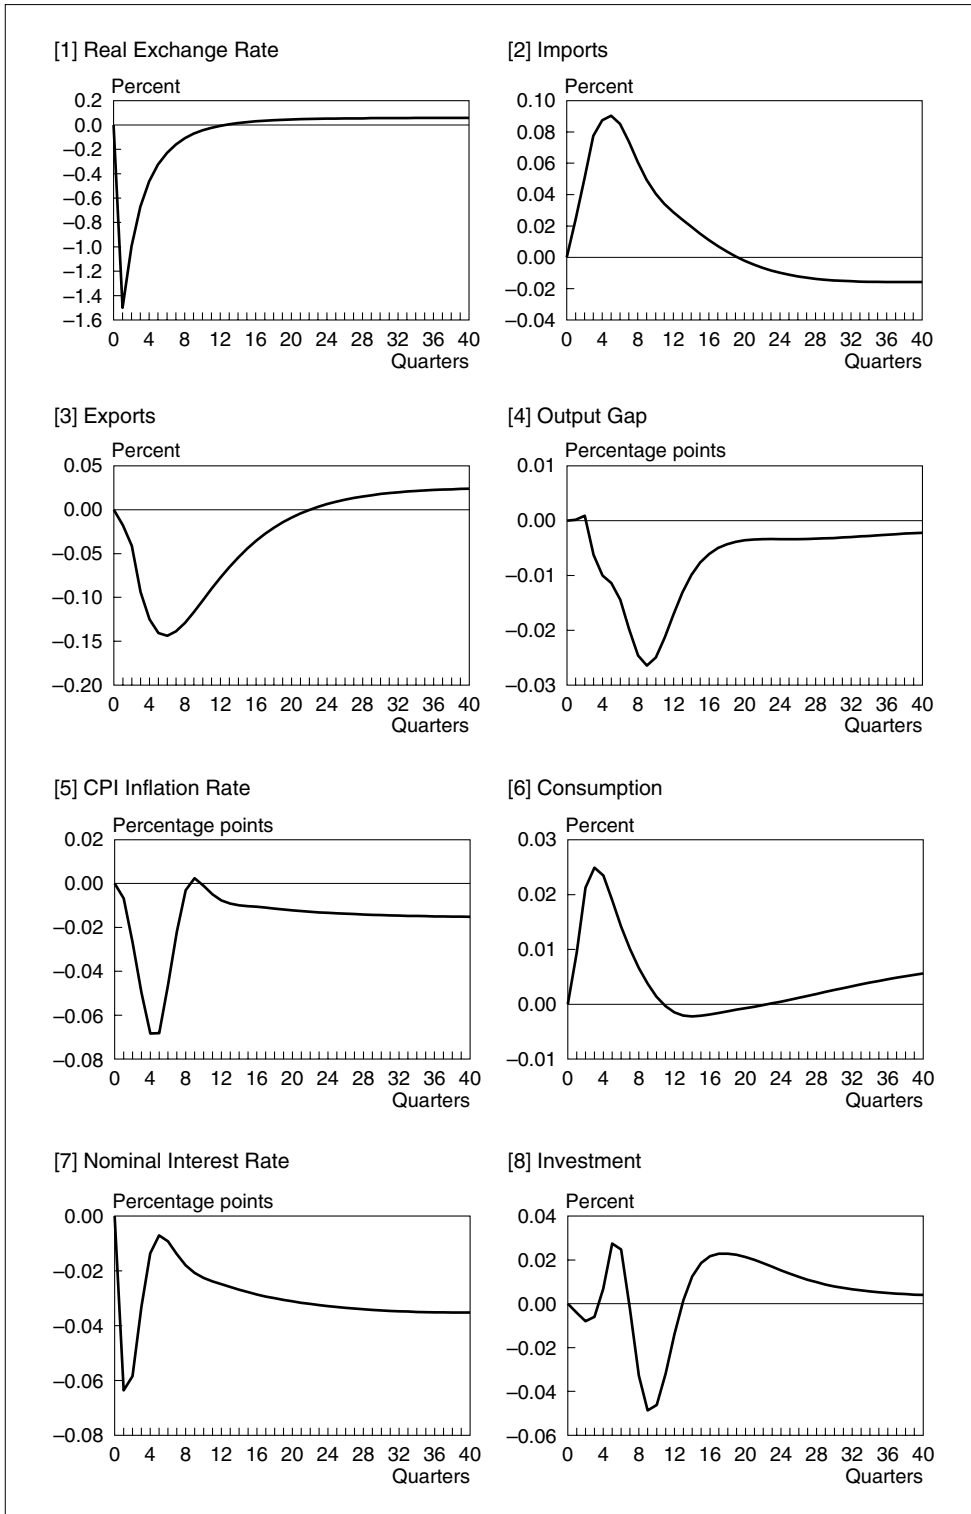 [1] Real Exchange Rate
Percent
0.2
0.0
–0.2
–0.4
–0.6
–0.8
–1.0
–1.2
–1.4
–1.6
0 4 8 12 16 20 24 28 32 36 40
Quarters
[2] Imports
Percent
0.10
0.08
0.06
0.04
0.02
0.00
–0.02
–0.04
0 4 8 12 16 20 24 28 32 36 40
Quarters
[3] Exports
Percent
0.05
0.00
–0.05
–0.10
–0.15
–0.20
0 4 8 12 16 20 24 28 32 36 40
Quarters
[4] Output Gap
Percentage points
0.01
0.00
–0.01
–0.02
–0.03
0 4 8 12 16 20 24 28 32 36 40
Quarters
[5] CPI Inflation Rate
Percentage points
0.02
0.00
–0.02
–0.04
–0.06
–0.08
0 4 8 12 16 20 24 28 32 36 40
Quarters
[6] Consumption
Percent
0.03
0.02
0.01
0.00
–0.01
0 4 8 12 16 20 24 28 32 36 40
Quarters
[7] Nominal Interest Rate
Percentage points
0.00
–0.02
–0.04
–0.06
–0.08
0 4 8 12 16 20 24 28 32 36 40
Quarters
[8] Investment
Percent
0.04
0.02
0.00
–0.02
–0.04
–0.06
0 4 8 12 16 20 24 28 32 36 40
Quarters